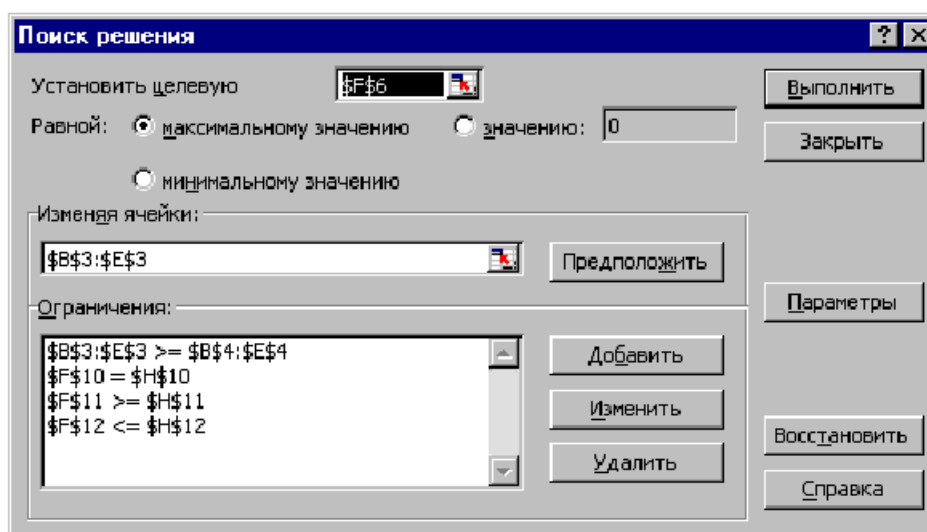 Поиск решения
? ×
Установить целевую $F$6 Выполнить
Равной: максимальному значению значению: 0 Закрыть
минимальному значению
Изменяя ячейки:
$B$3:$E$3 Предположить
Ограничения: Параметры
$B$3:$E$3 >= $B$4:$E$4 Добавить
$F$10 = $H$10
$F$11 >= $H$11 Изменить
$F$12 <= $H$12
Восстановить
Удалить
Справка